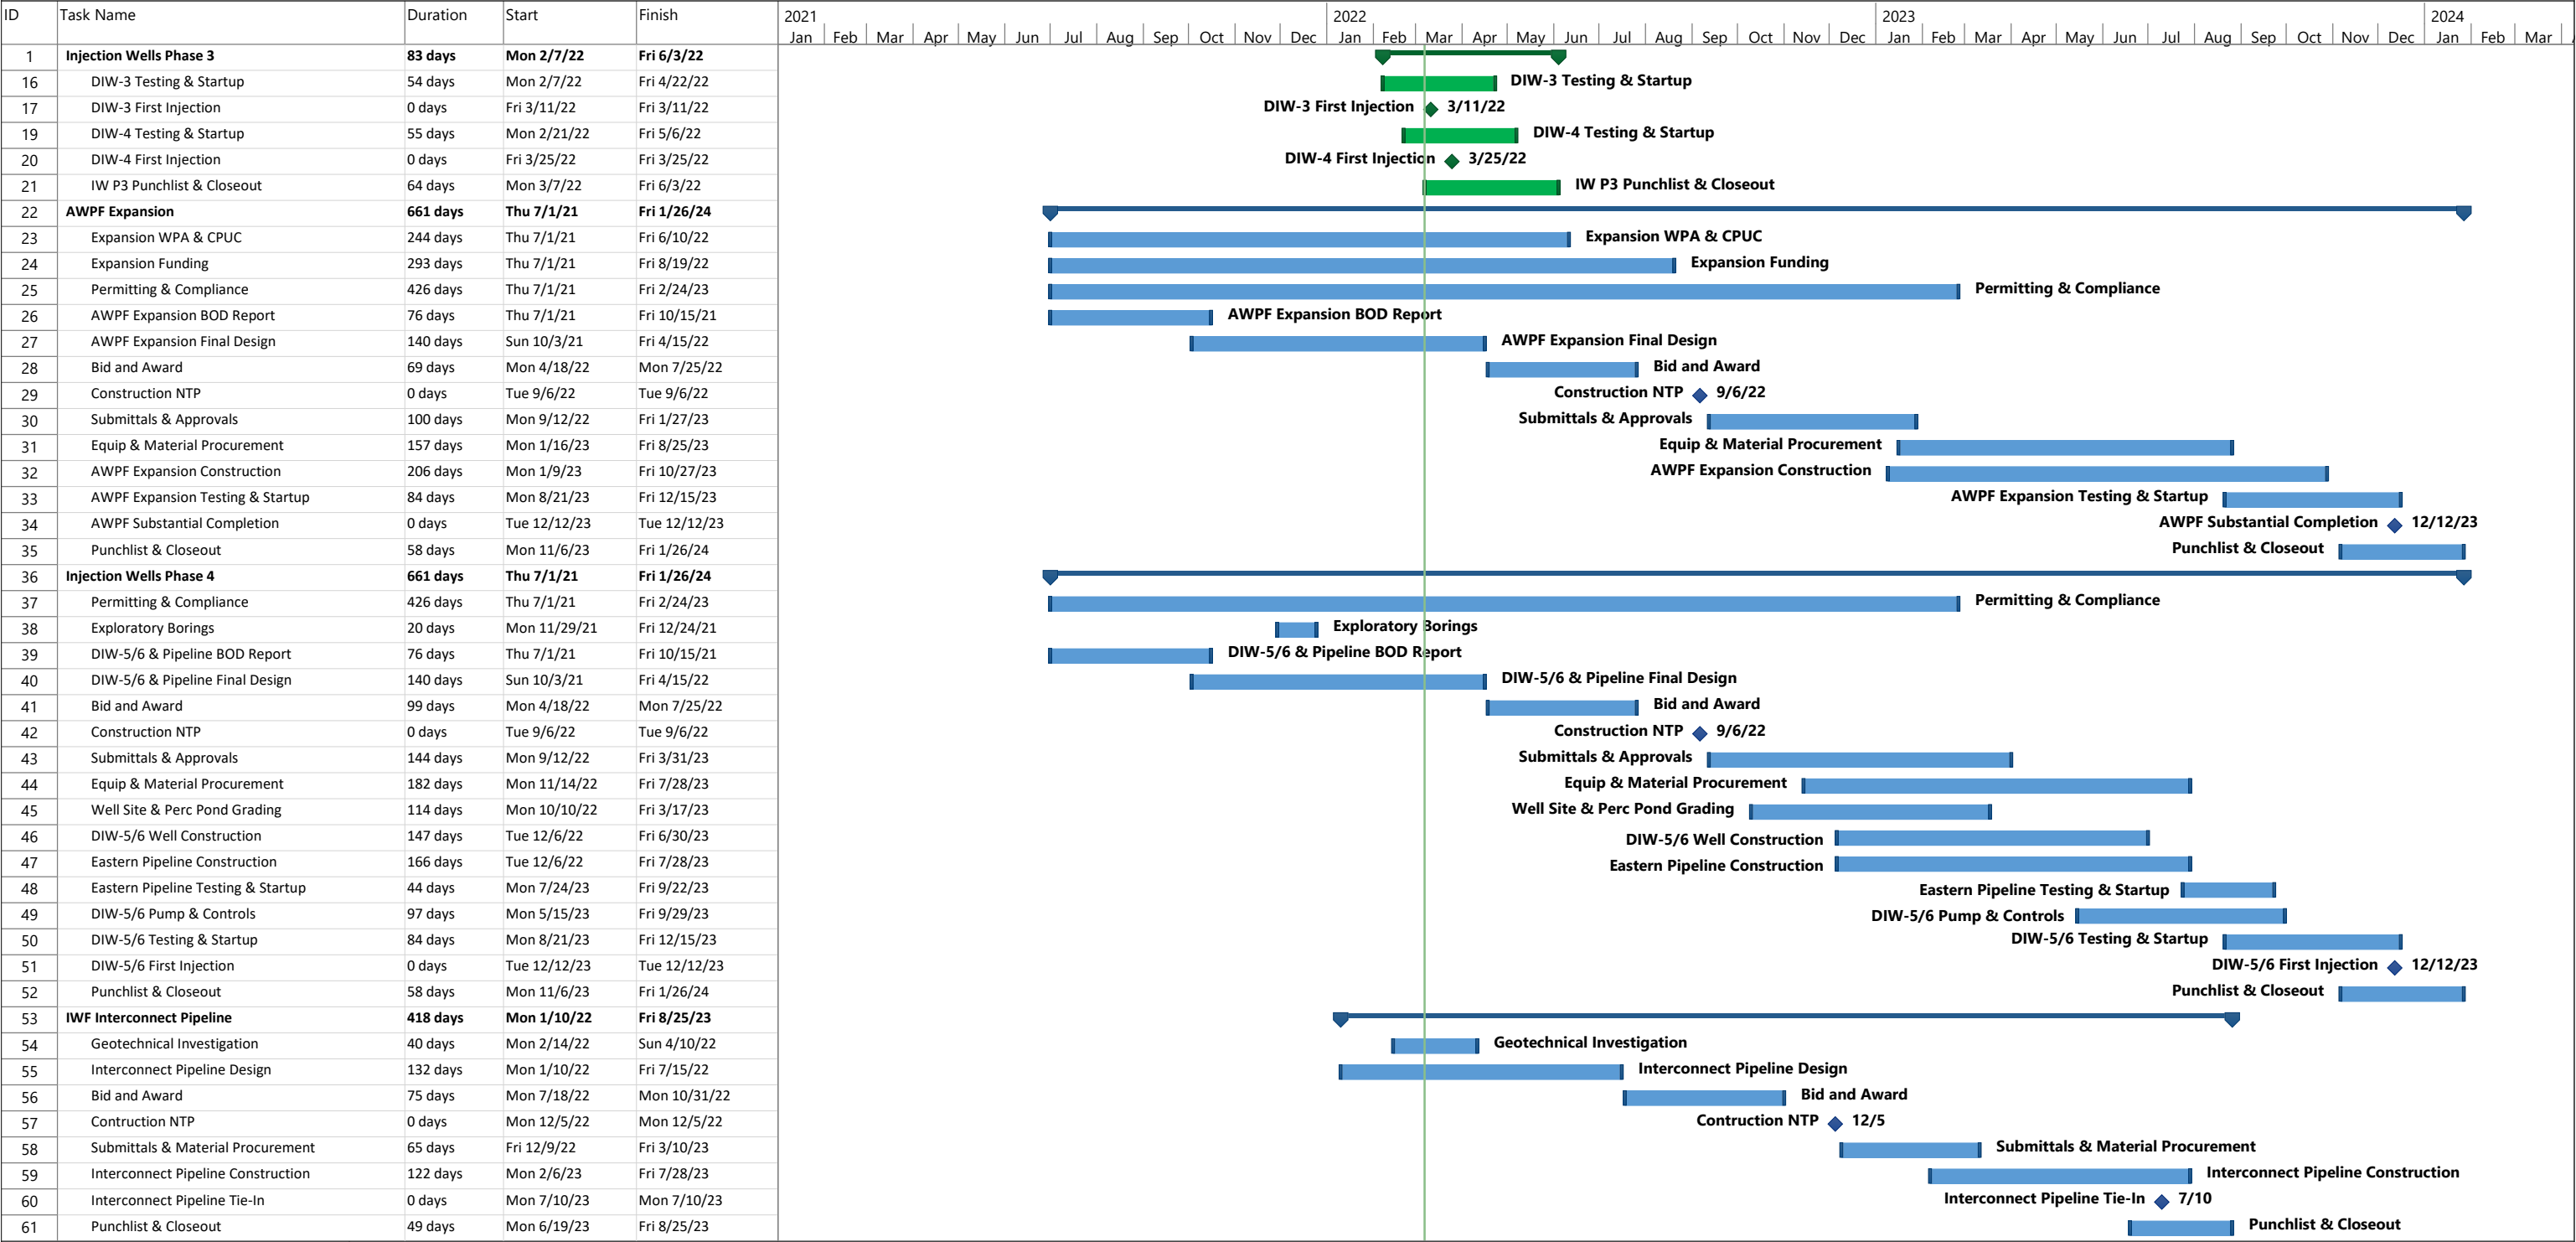 ID Task Name Duration Start Finish 2021 2022 2023 2024
Jan Feb Mar Apr May Jun Jul Aug Sep Oct Nov Dec Jan Feb Mar Apr May Jun Jul Aug Sep Oct Nov Dec Jan Feb Mar Apr May Jun Jul Aug Sep Oct Nov Dec Jan Feb Mar
1 Injection Wells Phase 3 83 days Mon 2/7/22 Fri 6/3/22
16 DIW-3 Testing & Startup 54 days Mon 2/7/22 Fri 4/22/22 DIW-3 Testing & Startup
17 DIW-3 First Injection 0 days Fri 3/11/22 Fri 3/11/22 DIW-3 First Injection 3/11/22
19 DIW-4 Testing & Startup 55 days Mon 2/21/22 Fri 5/6/22 DIW-4 Testing & Startup
20 DIW-4 First Injection 0 days Fri 3/25/22 Fri 3/25/22 DIW-4 First Injection 3/25/22
21 IW P3 Punchlist & Closeout 64 days Mon 3/7/22 Fri 6/3/22 IW P3 Punchlist & Closeout
22 AWPF Expansion 661 days Thu 7/1/21 Fri 1/26/24
23 Expansion WPA & CPUC 244 days Thu 7/1/21 Fri 6/10/22 Expansion WPA & CPUC
24 Expansion Funding 293 days Thu 7/1/21 Fri 8/19/22 Expansion Funding
25 Permitting & Compliance 426 days Thu 7/1/21 Fri 2/24/23 Permitting & Compliance
26 AWPF Expansion BOD Report 76 days Thu 7/1/21 Fri 10/15/21 AWPF Expansion BOD Report
27 AWPF Expansion Final Design 140 days Sun 10/3/21 Fri 4/15/22 AWPF Expansion Final Design
28 Bid and Award 69 days Mon 4/18/22 Mon 7/25/22 Bid and Award
29 Construction NTP 0 days Tue 9/6/22 Tue 9/6/22 Construction NTP 9/6/22
30 Submittals & Approvals 100 days Mon 9/12/22 Fri 1/27/23 Submittals & Approvals
31 Equip & Material Procurement 157 days Mon 1/16/23 Fri 8/25/23 Equip & Material Procurement
32 AWPF Expansion Construction 206 days Mon 1/9/23 Fri 10/27/23 AWPF Expansion Construction
33 AWPF Expansion Testing & Startup 84 days Mon 8/21/23 Fri 12/15/23 AWPF Expansion Testing & Startup
34 AWPF Substantial Completion 0 days Tue 12/12/23 Tue 12/12/23 AWPF Substantial Completion 12/12/23
35 Punchlist & Closeout 58 days Mon 11/6/23 Fri 1/26/24 Punchlist & Closeout
36 Injection Wells Phase 4 661 days Thu 7/1/21 Fri 1/26/24
37 Permitting & Compliance 426 days Thu 7/1/21 Fri 2/24/23 Permitting & Compliance
38 Exploratory Borings 20 days Mon 11/29/21 Fri 12/24/21 Exploratory Borings
39 DIW-5/6 & Pipeline BOD Report 76 days Thu 7/1/21 Fri 10/15/21 DIW-5/6 & Pipeline BOD Report
40 DIW-5/6 & Pipeline Final Design 140 days Sun 10/3/21 Fri 4/15/22 DIW-5/6 & Pipeline Final Design
41 Bid and Award 99 days Mon 4/18/22 Mon 7/25/22 Bid and Award
42 Construction NTP 0 days Tue 9/6/22 Tue 9/6/22 Construction NTP 9/6/22
43 Submittals & Approvals 144 days Mon 9/12/22 Fri 3/31/23 Submittals & Approvals
44 Equip & Material Procurement 182 days Mon 11/14/22 Fri 7/28/23 Equip & Material Procurement
45 Well Site & Perc Pond Grading 114 days Mon 10/10/22 Fri 3/17/23 Well Site & Perc Pond Grading
46 DIW-5/6 Well Construction 147 days Tue 12/6/22 Fri 6/30/23 DIW-5/6 Well Construction
47 Eastern Pipeline Construction 166 days Tue 12/6/22 Fri 7/28/23 Eastern Pipeline Construction
48 Eastern Pipeline Testing & Startup 44 days Mon 7/24/23 Fri 9/22/23 Eastern Pipeline Testing & Startup
49 DIW-5/6 Pump & Controls 97 days Mon 5/15/23 Fri 9/29/23 DIW-5/6 Pump & Controls
50 DIW-5/6 Testing & Startup 84 days Mon 8/21/23 Fri 12/15/23 DIW-5/6 Testing & Startup
51 DIW-5/6 First Injection 0 days Tue 12/12/23 Tue 12/12/23 DIW-5/6 First Injection 12/12/23
52 Punchlist & Closeout 58 days Mon 11/6/23 Fri 1/26/24 Punchlist & Closeout
53 IWF Interconnect Pipeline 418 days Mon 1/10/22 Fri 8/25/23
54 Geotechnical Investigation 40 days Mon 2/14/22 Sun 4/10/22 Geotechnical Investigation
55 Interconnect Pipeline Design 132 days Mon 1/10/22 Fri 7/15/22 Interconnect Pipeline Design
56 Bid and Award 75 days Mon 7/18/22 Mon 10/31/22 Bid and Award
57 Contruction NTP 0 days Mon 12/5/22 Mon 12/5/22 Contruction NTP 12/5
58 Submittals & Material Procurement 65 days Fri 12/9/22 Fri 3/10/23 Submittals & Material Procurement
59 Interconnect Pipeline Construction 122 days Mon 2/6/23 Fri 7/28/23 Interconnect Pipeline Construction
60 Interconnect Pipeline Tie-In 0 days Mon 7/10/23 Mon 7/10/23 Interconnect Pipeline Tie-In 7/10
61 Punchlist & Closeout 49 days Mon 6/19/23 Fri 8/25/23 Punchlist & Closeout